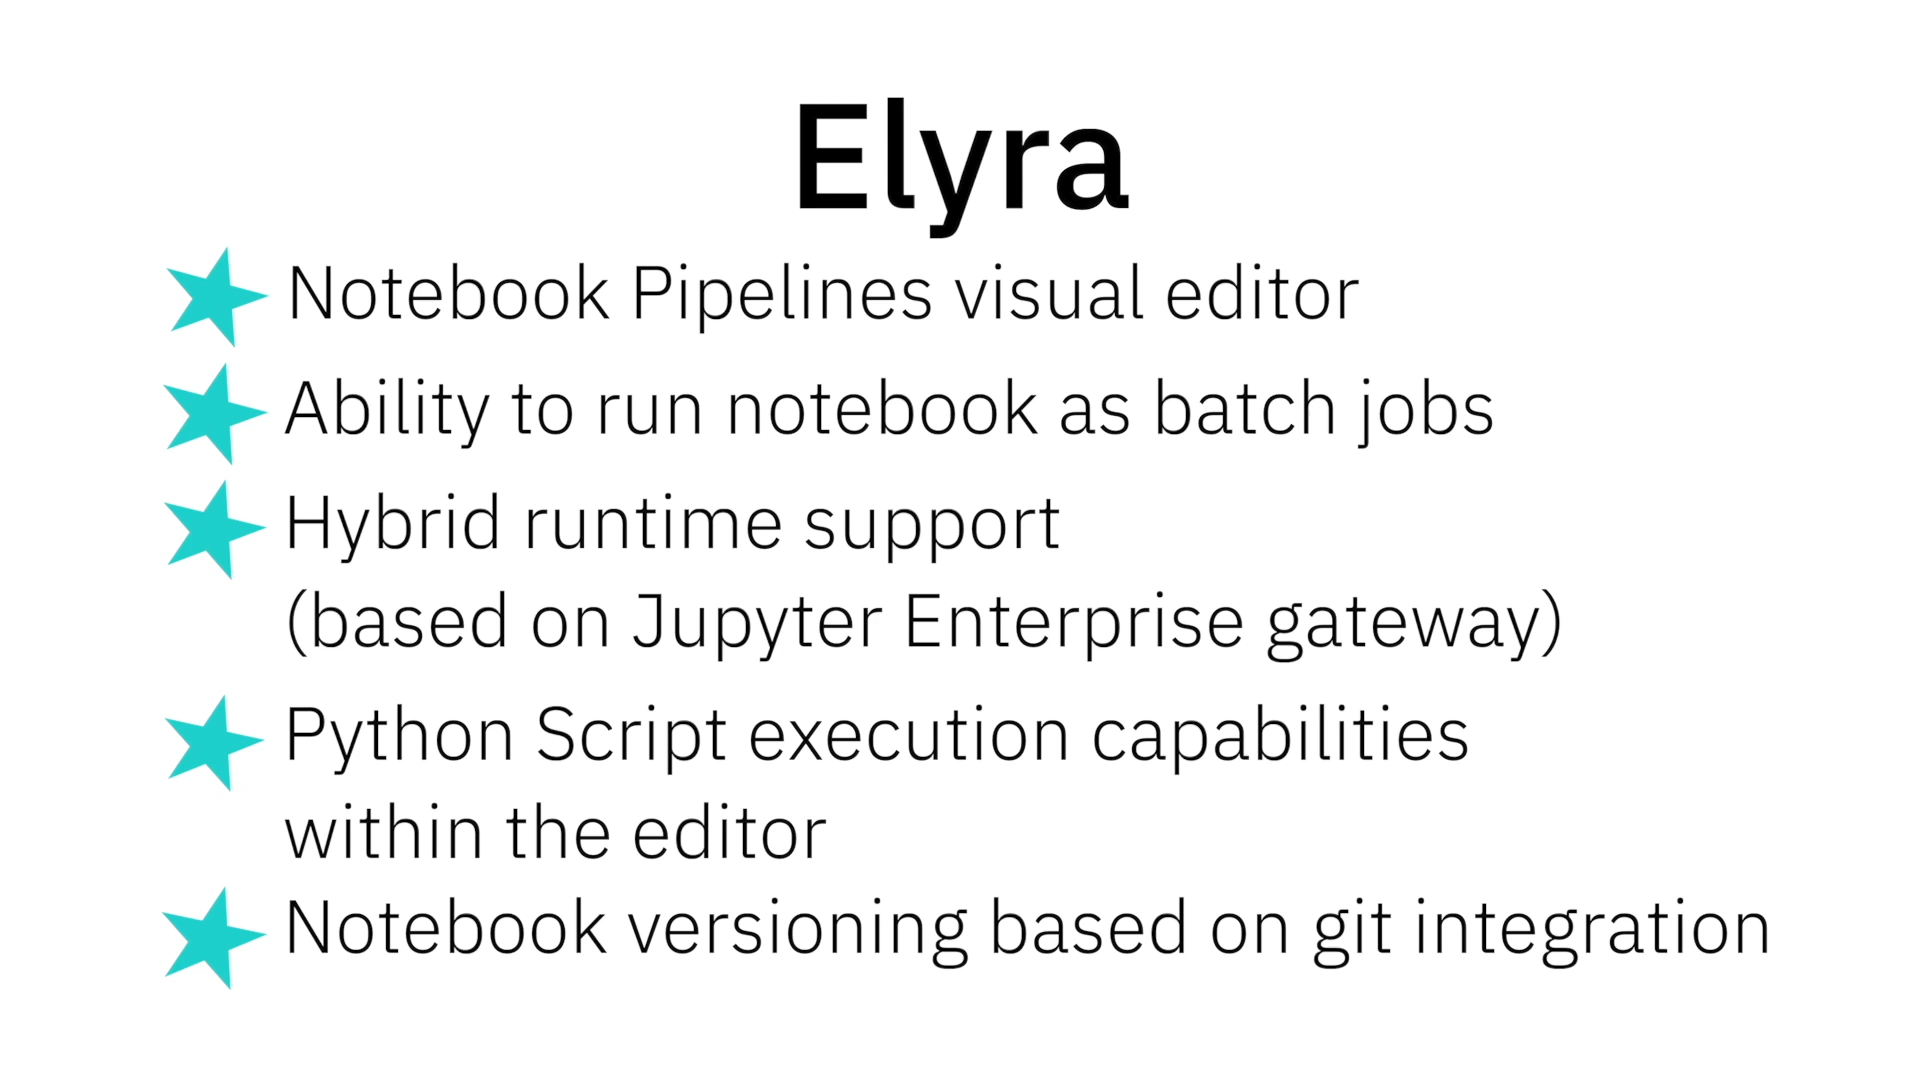 Elyra
Notebook Pipelines visual editor
Ability to run notebook as batch jobs
Hybrid runtime support
(based on Jupyter Enterprise gateway)
Python Script execution capabilities
within the editor
Notebook versioning based on git integration